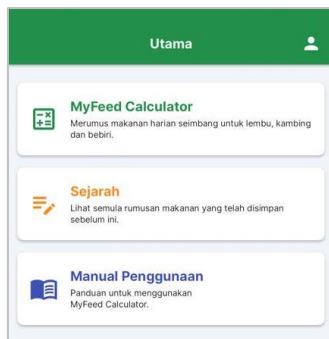 Utama
MyFeed Calculator
Merumus makanan harian seimbang untuk lembu, kambing
dan bebiri.
Sejarah
Lihat semula rumusan makanan yang telah disimpan
sebelum ini.
Manual Penggunaan
Panduan untuk menggunakan
MyFeed Calculator.